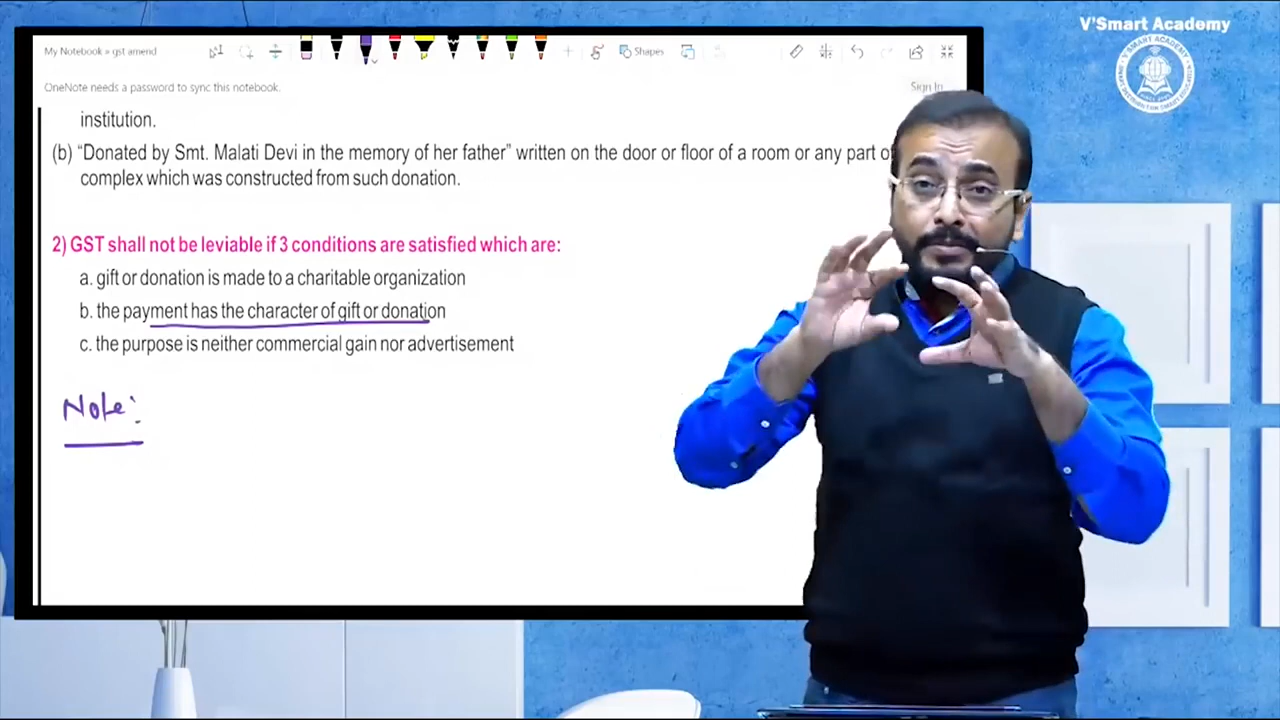 V'Smart Academy
My Notebook » gst amend
Shapes
OneNote needs a password to sync this notebook.
Sign In
institution.
(b) “Donated by Smt. Malati Devi in the memory of her father” written on the door or floor of a room or any part o
complex which was constructed from such donation.
2) GST shall not be leviable if 3 conditions are satisfied which are:
a. gift or donation is made to a charitable organization
b. the payment has the character of gift or donation
c. the purpose is neither commercial gain nor advertisement
Note: